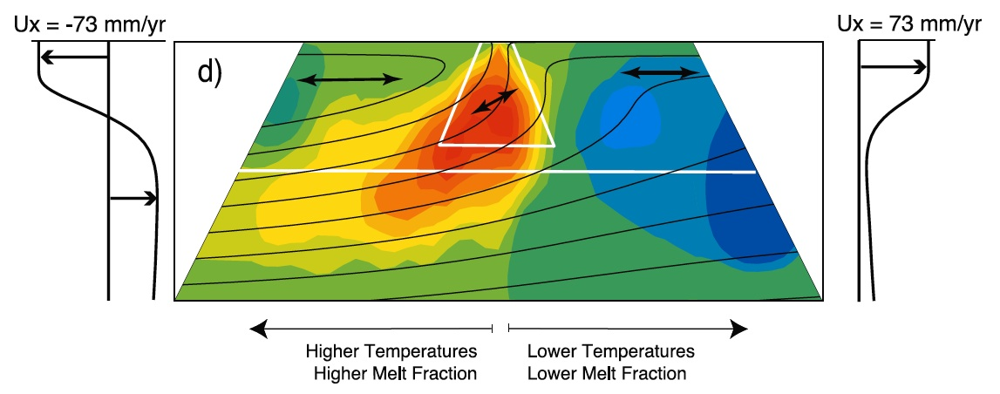 Ux = -73 mm/yr
Ux = 73 mm/yr
d)
Higher Temperatures
Higher Melt Fraction
Lower Temperatures
Lower Melt Fraction